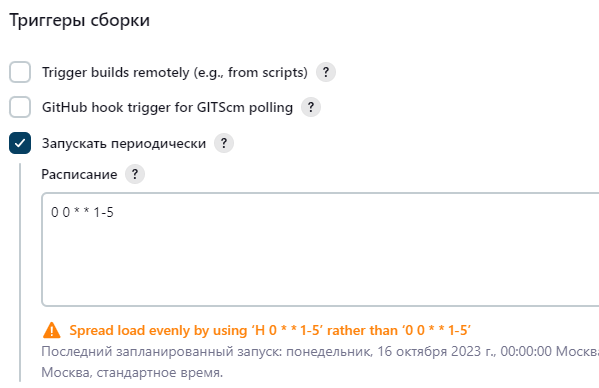 Триггеры сборки
Trigger builds remotely (e.g., from scripts) ?
GitHub hook trigger for GITScm polling ?
Запускать периодически ?
Расписание ?
0 0 * * 1-5
Spread load evenly by using ‘H 0 * * 1-5’ rather than ‘0 0 * * 1-5’
Последний запланированный запуск: понедельник, 16 октября 2023 г., 00:00:00 Москва
Москва, стандартное время.